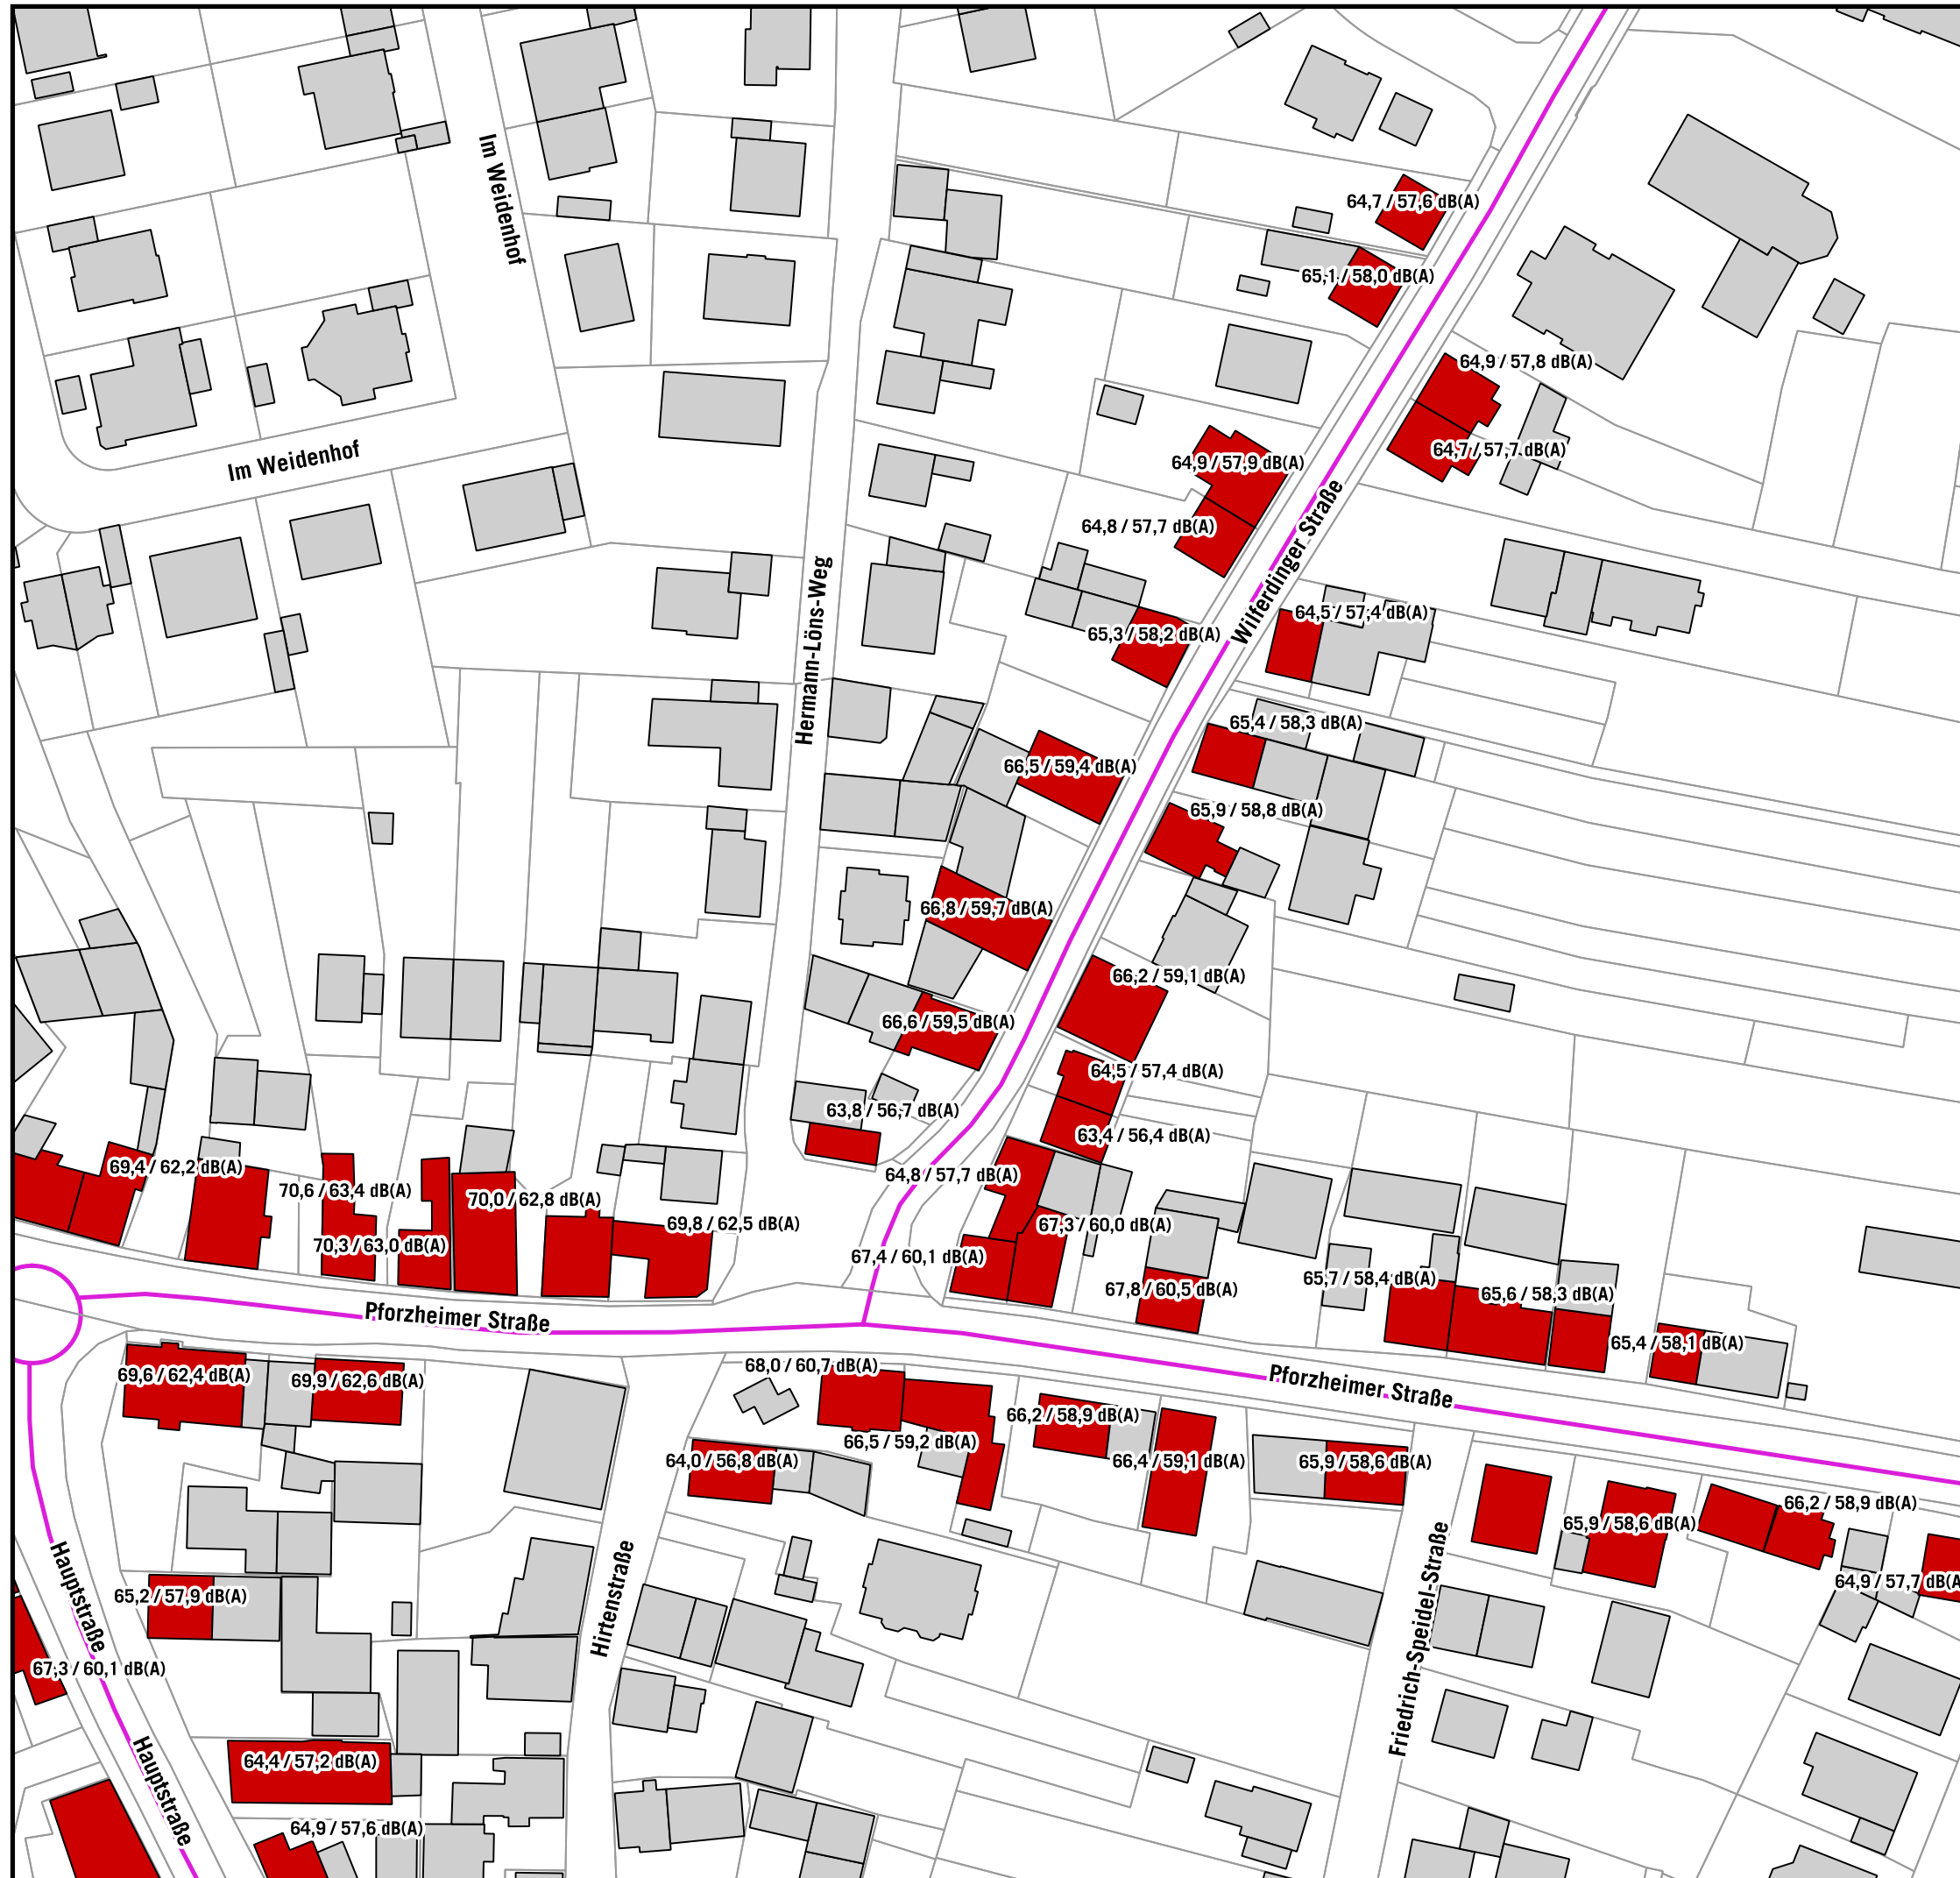 Im Weidenhof
64,7 / 57,6 dB(A)
65,1 / 58,0 dB(A)
64,9 / 57,8 dB(A)
64,7 / 57,7 dB(A)
Im Weidenhof
64,9 / 57,9 dB(A)
64,8 / 57,7 dB(A)
Wilferdinger Straße
64,5 / 57,4 dB(A)
65,3 / 58,2 dB(A)
Hermann-Löns-Weg
65,4 / 58,3 dB(A)
66,5 / 59,4 dB(A)
65,9 / 58,8 dB(A)
66,8 / 59,7 dB(A)
66,2 / 59,1 dB(A)
66,6 / 59,5 dB(A)
64,5 / 57,4 dB(A)
63,8 / 56,7 dB(A)
63,4 / 56,4 dB(A)
69,4 / 62,2 dB(A)
64,8 / 57,7 dB(A)
70,6 / 63,4 dB(A)
70,0 / 62,8 dB(A)
69,8 / 62,5 dB(A)
67,3 / 60,0 dB(A)
70,3 / 63,0 dB(A)
67,4 / 60,1 dB(A)
65,7 / 58,4 dB(A)
67,8 / 60,5 dB(A)
65,6 / 58,3 dB(A)
Pforzheimer Straße
65,4 / 58,1 dB(A)
68,0 / 60,7 dB(A)
69,6 / 62,4 dB(A)
69,9 / 62,6 dB(A)
Pforzheimer Straße
66,2 / 58,9 dB(A)
66,5 / 59,2 dB(A)
64,0 / 56,8 dB(A)
66,4 / 59,1 dB(A)
65,9 / 58,6 dB(A)
66,2 / 58,9 dB(A)
65,9 / 58,6 dB(A)
64,9 / 57,7 dB(A
Hauptstraße
65,2 / 57,9 dB(A)
Hirtenstraße
Friedrich-Speidel-Straße
67,3 / 60,1 dB(A)
64,4 / 57,2 dB(A)
Hauptstraße
64,9 / 57,6 dB(A)